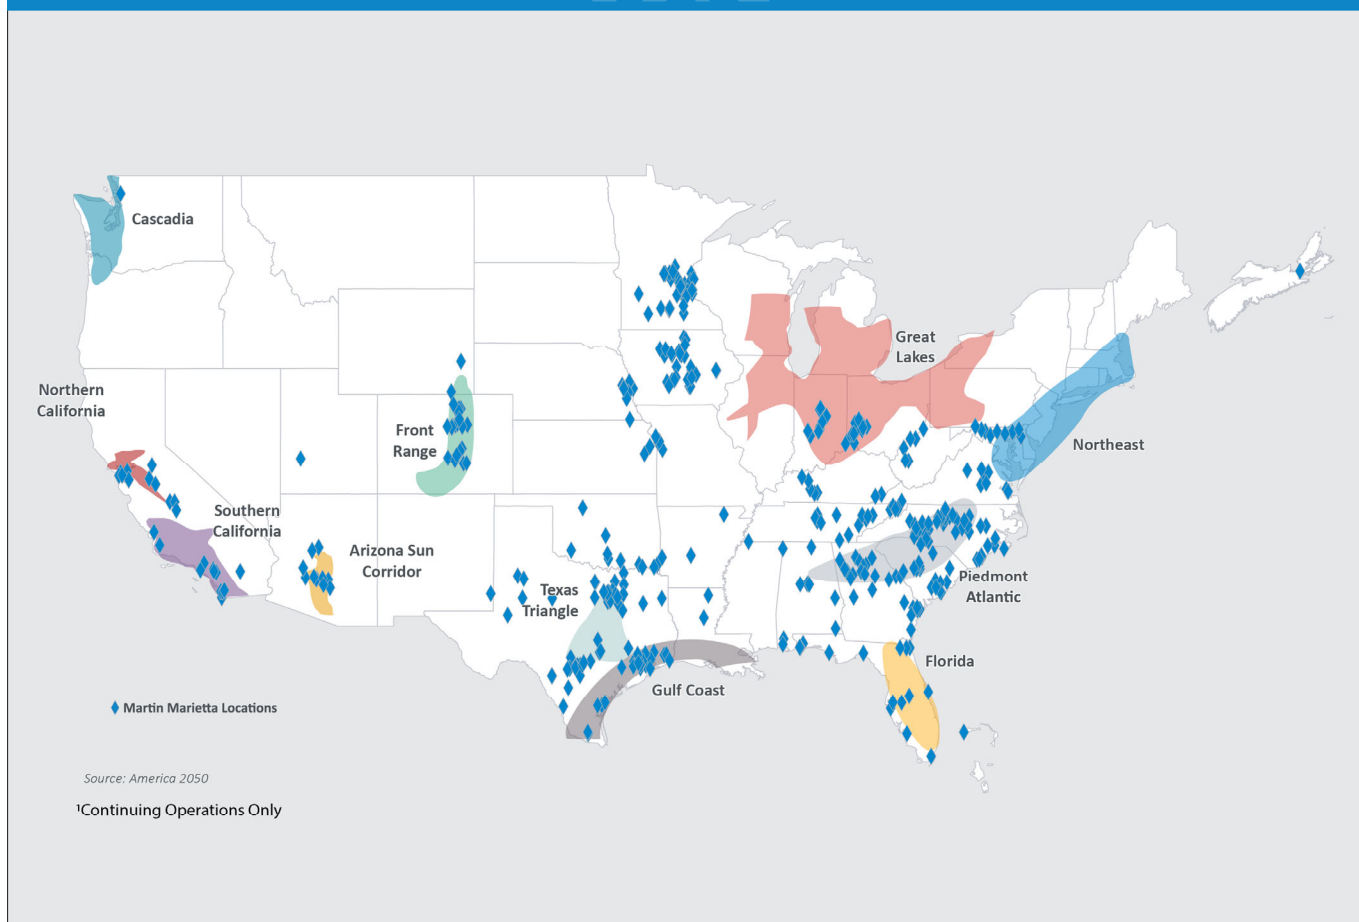 Cascadia
Great
Lakes
Northern
California
Front
Range
Northeast
Southern
California
Arizona Sun
Corridor
Texas
Triangle
Piedmont
Atlantic
Florida
Gulf Coast
Martin Marietta Locations
Source: America 2050
¹Continuing Operations Only